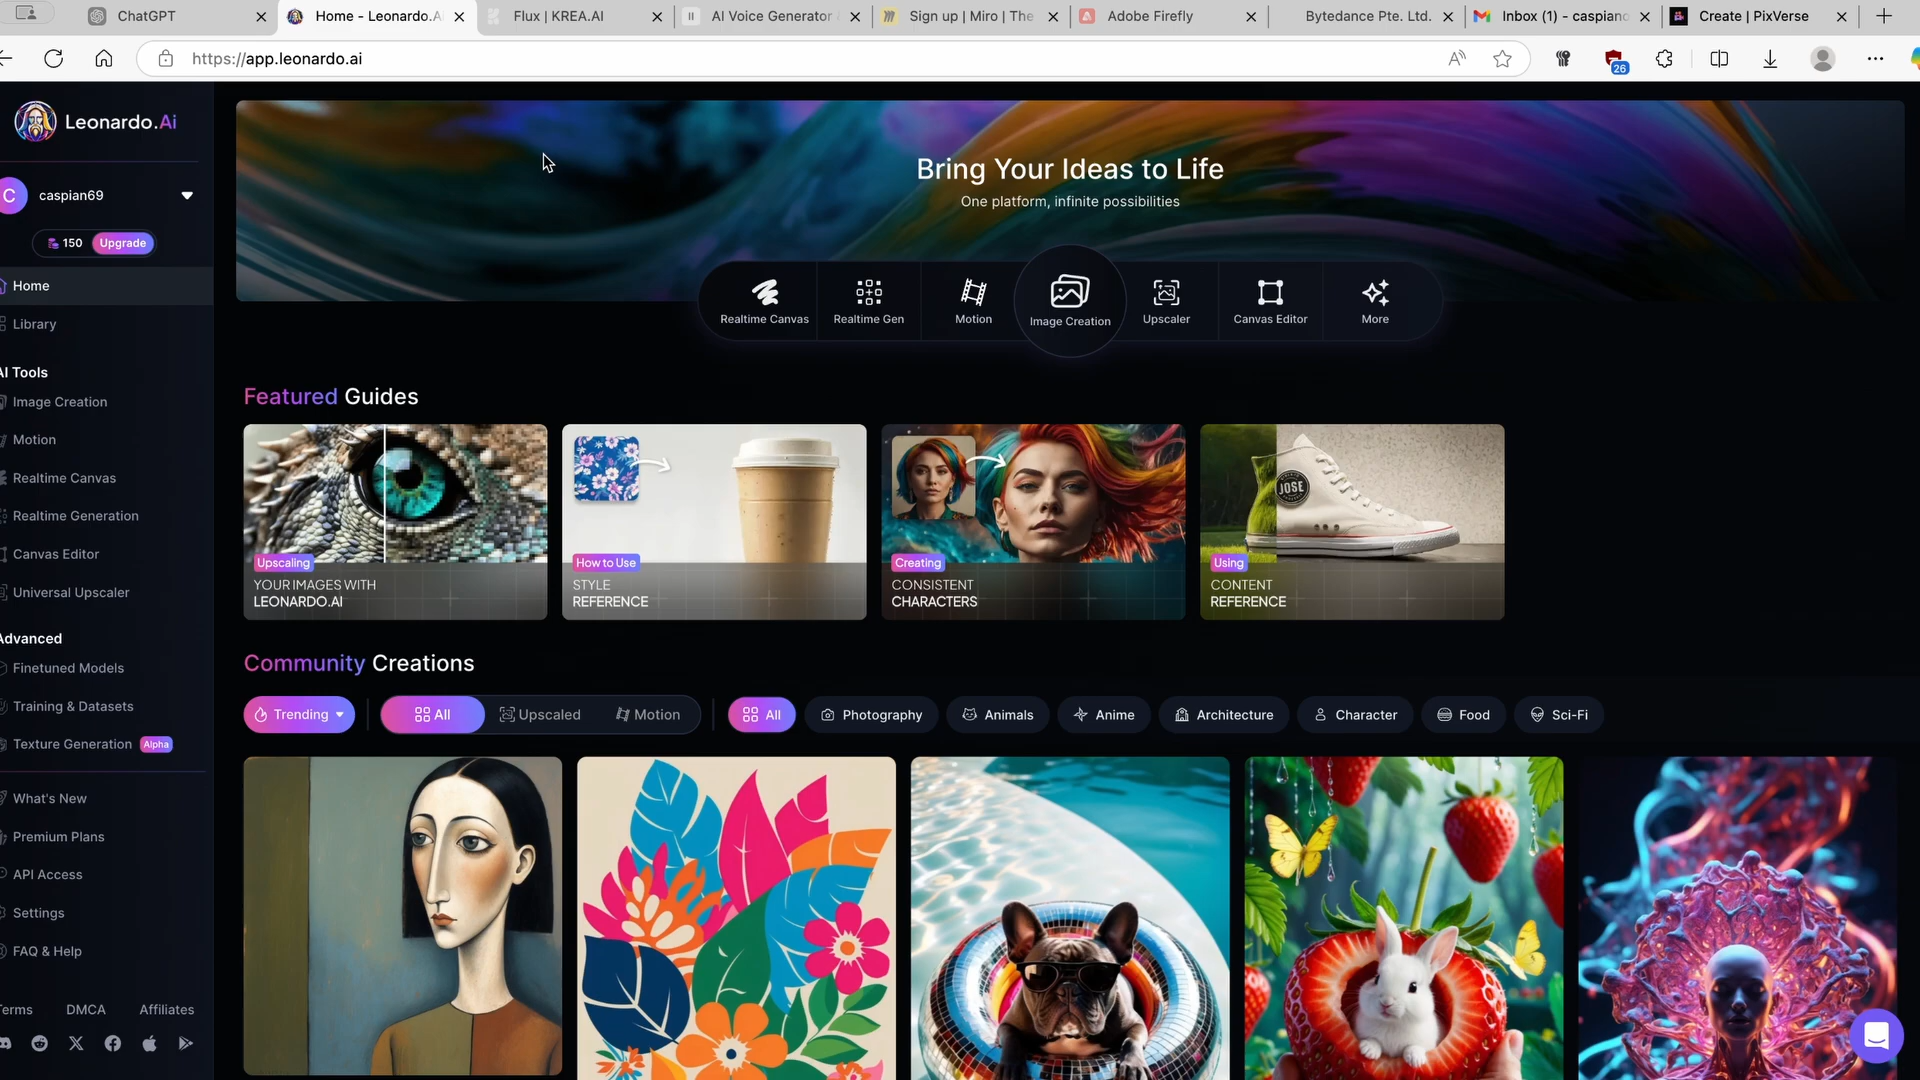 ChatGPT
Home - Leonardo.A
Flux | KREA.AI
AI Voice Generator
Sign up | Miro | The
Adobe Firefly
Bytedance Pte. Ltd.
Inbox (1) - caspian
Create | PixVerse
https://app.leonardo.ai
26
Leonardo.Ai
C caspian69
150 Upgrade
Home
Library
AI Tools
Image Creation
Motion
Realtime Canvas
Realtime Generation
Canvas Editor
Universal Upscaler
Advanced
Finetuned Models
Training & Datasets
Texture Generation Alpha
What's New
Premium Plans
API Access
Settings
FAQ & Help
Terms DMCA Affiliates
Bring Your Ideas to Life
One platform, infinite possibilities
Realtime Canvas
Realtime Gen
Motion
Image Creation
Upscaler
Canvas Editor
More
Featured Guides
Upscaling
YOUR IMAGES WITH
LEONARDO.AI
How to Use
STYLE
REFERENCE
Creating
CONSISTENT
CHARACTERS
JOSE
Using
CONTENT
REFERENCE
Community Creations
Trending
All
Upscaled
Motion
All
Photography
Animals
Anime
Architecture
Character
Food
Sci-Fi